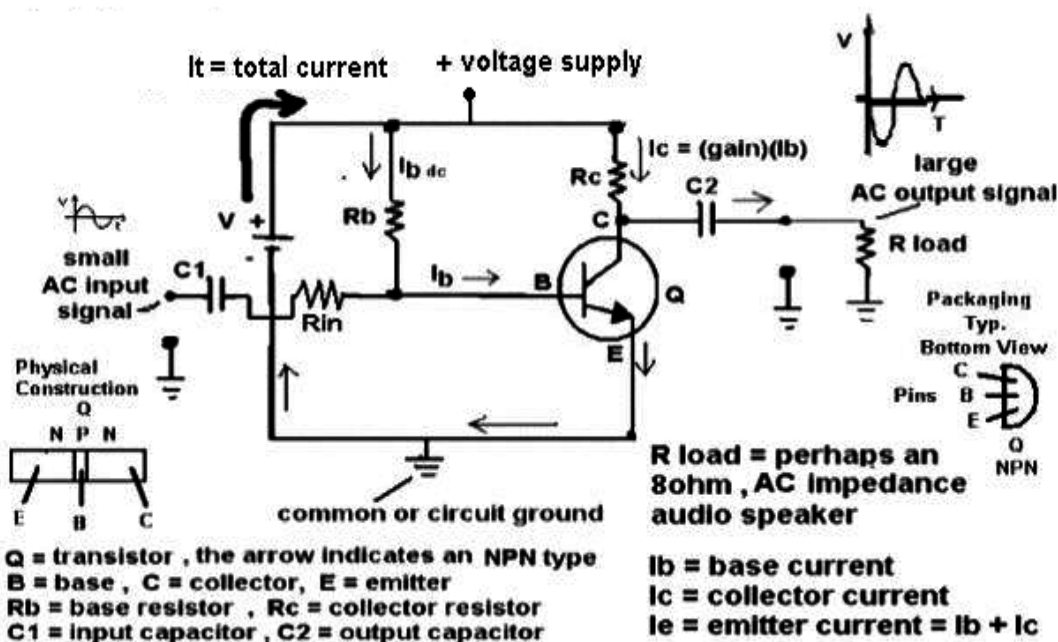 It = total current
+ voltage supply
V
T
Ib dc
Ic = (gain)(Ib)
Rc
C2
large
AC output signal
V
t
V +
-
Rb
C
R load
small
AC input
signal
C1
Ib
B
Q
Rin
E
Packaging
Typ.
Bottom View
C
Pins B
E
Q
NPN
Physical
Construction
Q
N P N
E B C
common or circuit ground
R load = perhaps an
8ohm , AC impedance
audio speaker
Q = transistor , the arrow indicates an NPN type
B = base , C = collector, E = emitter
Rb = base resistor , Rc = collector resistor
C1 = input capacitor , C2 = output capacitor
Ib = base current
Ic = collector current
Ie = emitter current = Ib + Ic